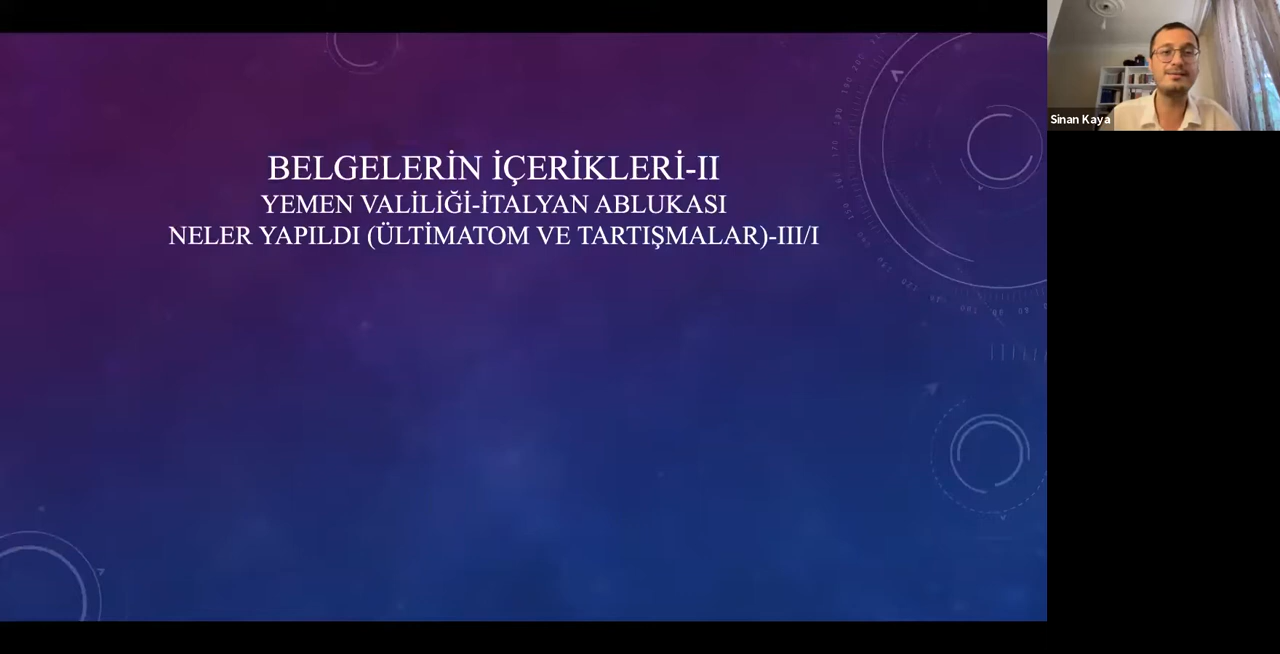 BELGELERİN İÇERİKLERİ-II
YEMEN VALİLİĞİ-İTALYAN ABLUKASI
NELER YAPILDI (ÜLTİMATOM VE TARTIŞMALAR)-III/I
Sinan Kaya